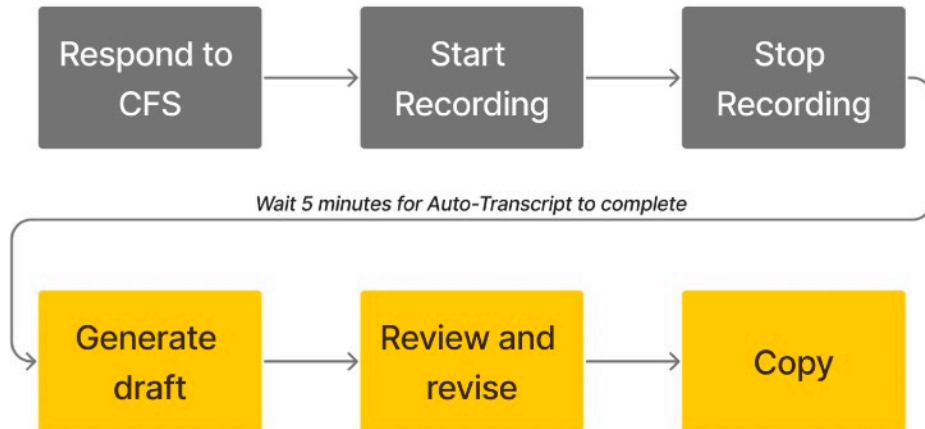 Respond to
CFS
Start
Recording
Stop
Recording
Wait 5 minutes for Auto-Transcript to complete
Generate
draft
Review and
revise
Copy